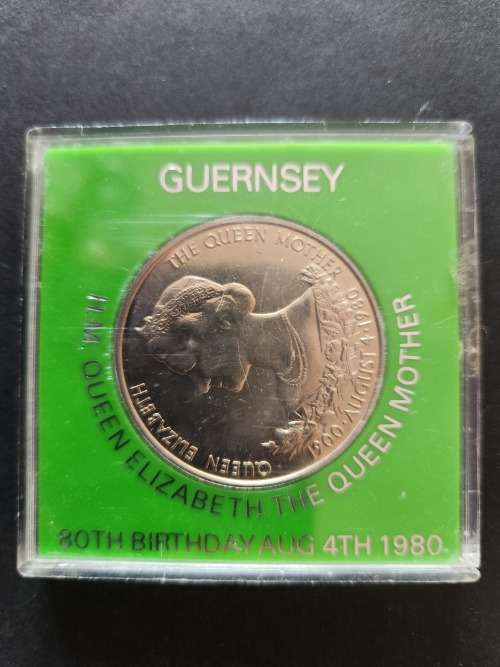 GUERNSEY
QUEEN ELIZABETH THE QUEEN MOTHER
1900·AUGUST 4·1980
H.M. QUEEN ELIZABETH THE QUEEN MOTHER
80TH BIRTHDAY AUG 4TH 1980